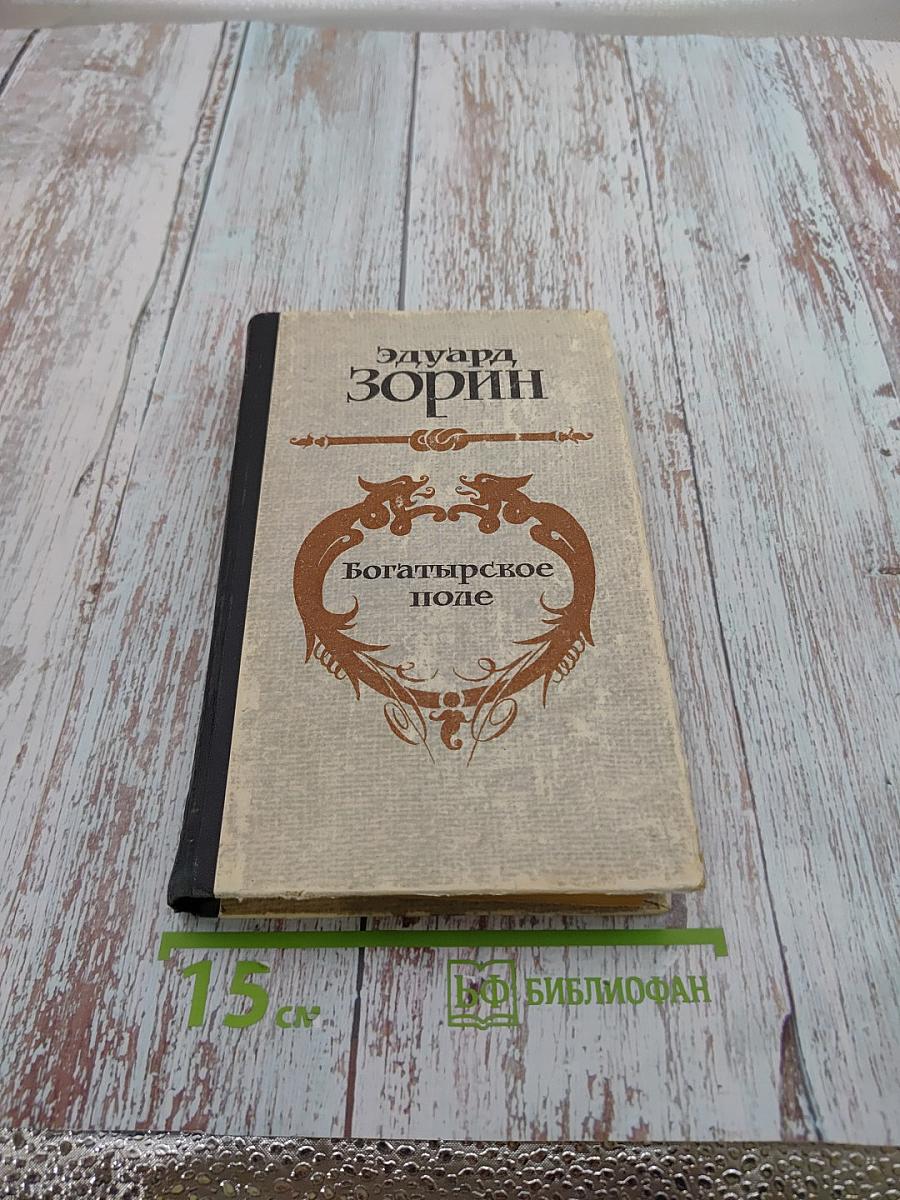 Эдуард
ЗОРИН
Богатырское
поле
15 см
БФ БИБЛИОФАН